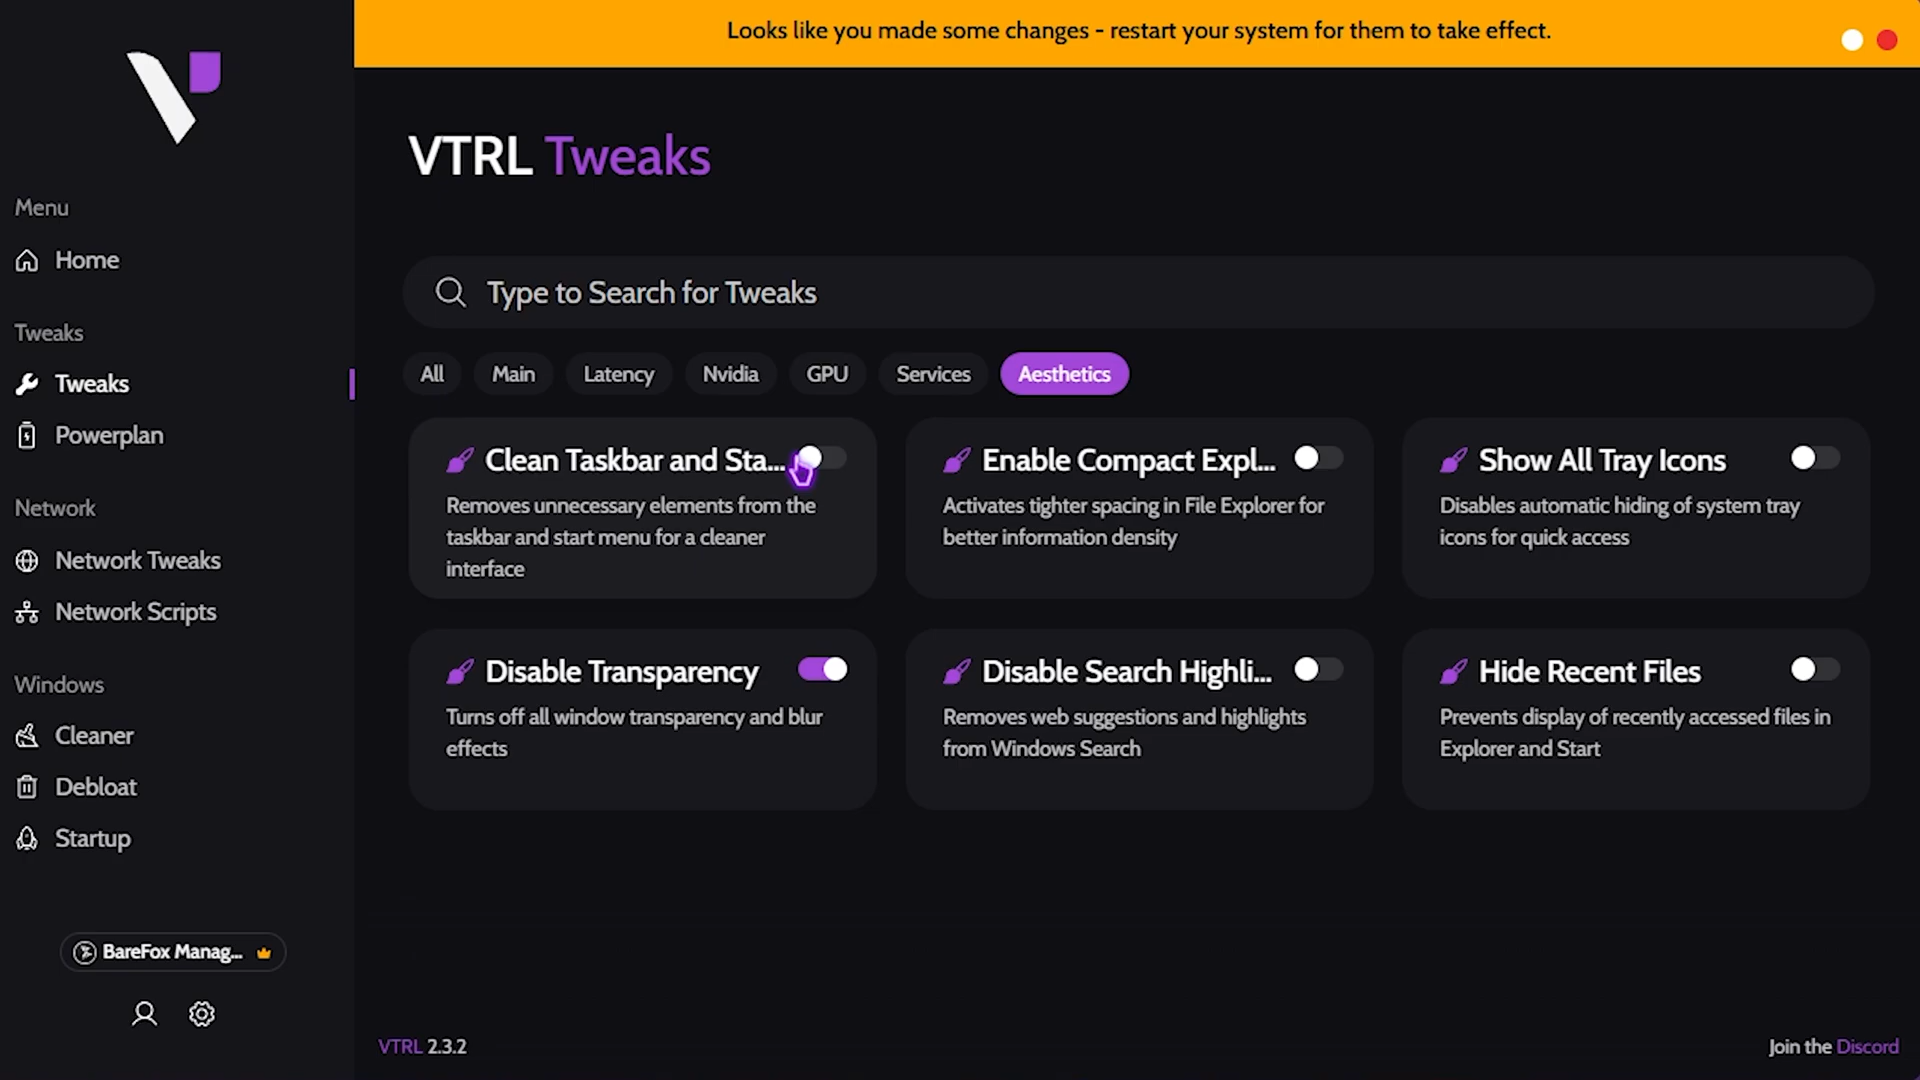 Looks like you made some changes - restart your system for them to take effect.
Menu
Home
Tweaks
Tweaks
Powerplan
Network
Network Tweaks
Network Scripts
Windows
Cleaner
Debloat
Startup
BareFox Manag...
VTRL Tweaks
Type to Search for Tweaks
All
Main
Latency
Nvidia
GPU
Services
Aesthetics
Clean Taskbar and Sta...
Removes unnecessary elements from the
taskbar and start menu for a cleaner
interface
Enable Compact Expl...
Activates tighter spacing in File Explorer for
better information density
Show All Tray Icons
Disables automatic hiding of system tray
icons for quick access
Disable Transparency
Turns off all window transparency and blur
effects
Disable Search Highli...
Removes web suggestions and highlights
from Windows Search
Hide Recent Files
Prevents display of recently accessed files in
Explorer and Start
VTRL 2.3.2
Join the Discord